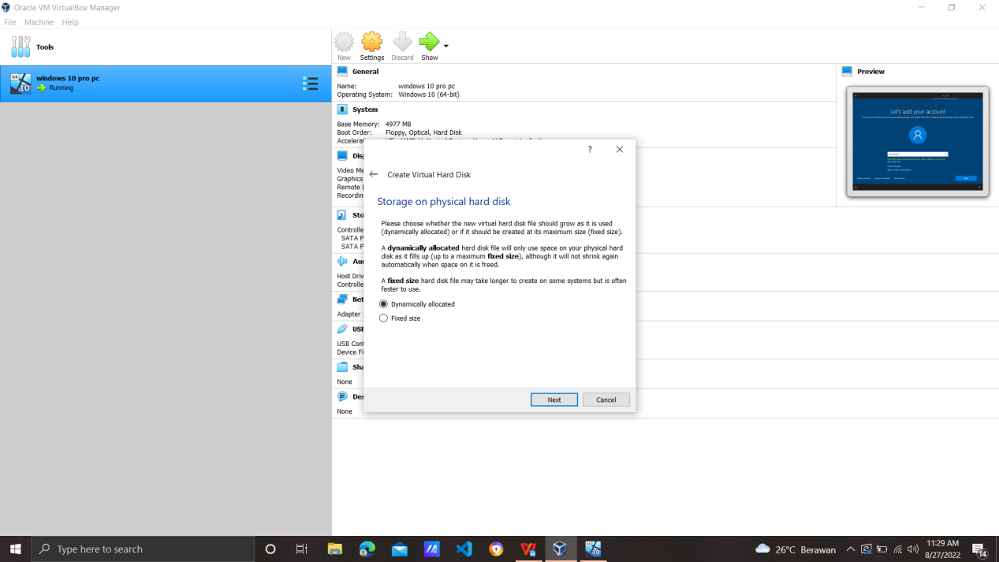 Oracle VM VirtualBox Manager
File Machine Help
Tools
New Settings Discard Show
64 10 windows 10 pro pc
Running
General
Name: windows 10 pro pc
Operating System: Windows 10 (64-bit)
System
Base Memory: 4977 MB
Boot Order: Floppy, Optical, Hard Disk
Accelera
Dis
Video Me
Graphics
Remote
Recordin
Sto
Controlle
SATA P
SATA P
Au
Host Driv
Controlle
Net
Adapter
USB
USB Cont
Device Fi
Sha
None
Des
None
Preview
Let's add your account
?
Create Virtual Hard Disk
Storage on physical hard disk
Please choose whether the new virtual hard disk file should grow as it is used
(dynamically allocated) or if it should be created at its maximum size (fixed size).
A dynamically allocated hard disk file will only use space on your physical hard
disk as it fills up (up to a maximum fixed size), although it will not shrink again
automatically when space on it is freed.
A fixed size hard disk file may take longer to create on some systems but is often
faster to use.
Dynamically allocated
Fixed size
Next Cancel
Type here to search
26°C Berawan
11:29 AM
8/27/2022
14